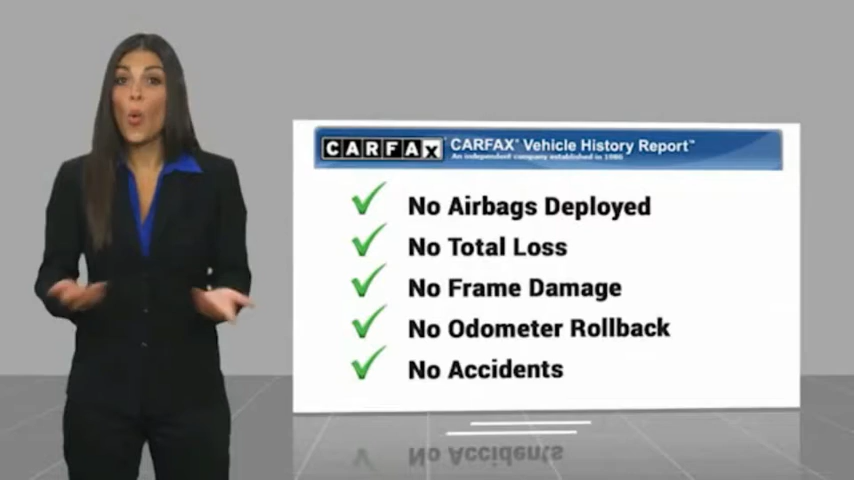 CARFAX CARFAX® Vehicle History Report™
An independent company established in 1986
No Airbags Deployed
No Total Loss
No Frame Damage
No Odometer Rollback
No Accidents
No Accidents